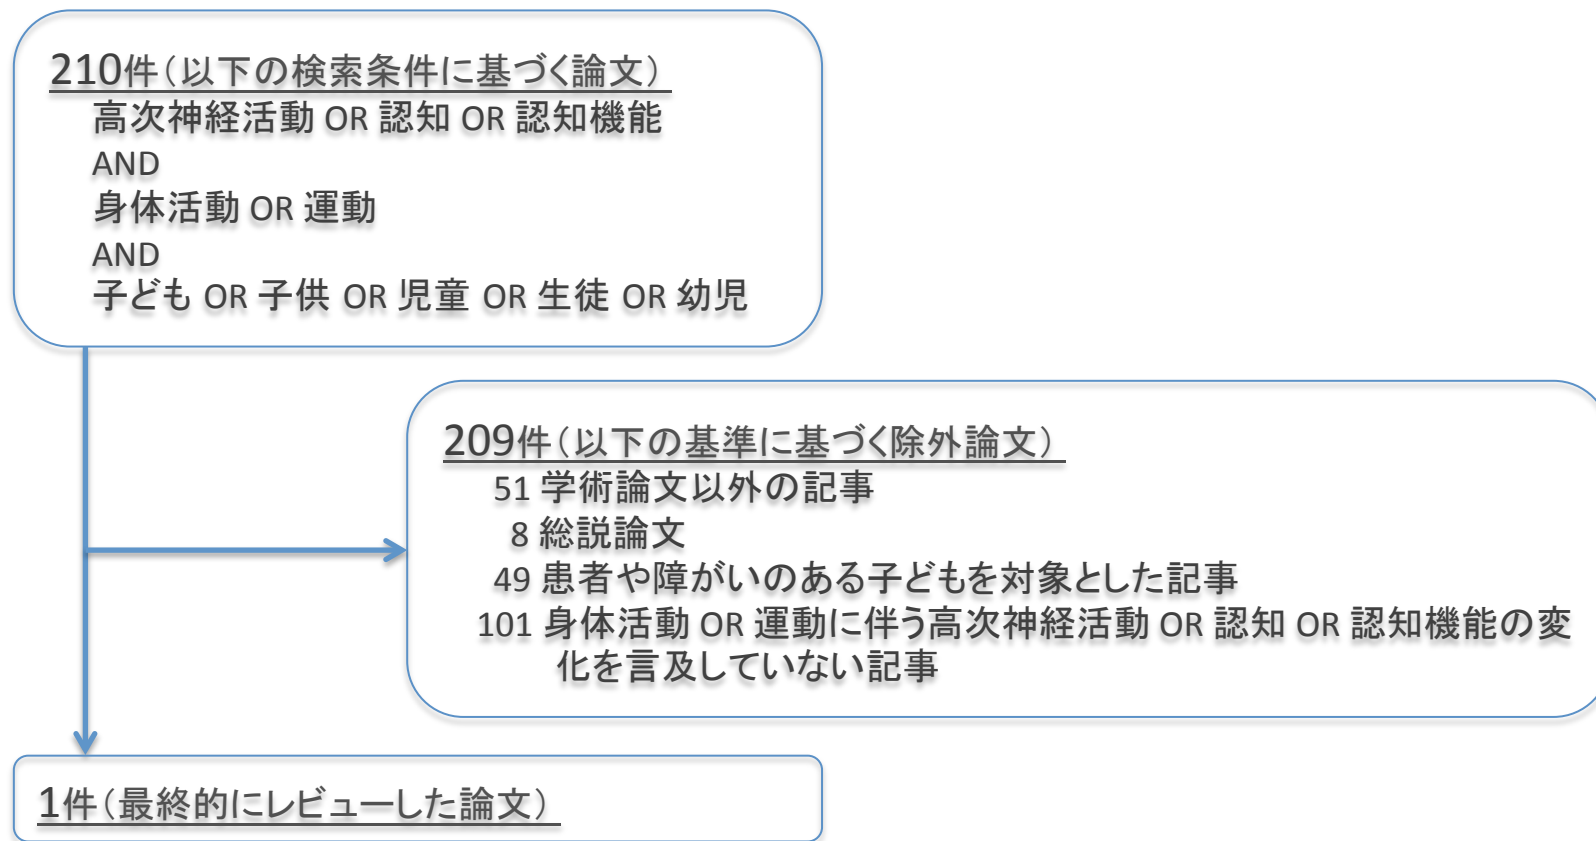 210件（以下の検索条件に基づく論文）
高次神経活動 OR 認知 OR 認知機能
AND
身体活動 OR 運動
AND
子ども OR 子供 OR 児童 OR 生徒 OR 幼児
209件（以下の基準に基づく除外論文）
51 学術論文以外の記事
8 総説論文
49 患者や障がいのある子どもを対象とした記事
101 身体活動 OR 運動に伴う高次神経活動 OR 認知 OR 認知機能の変
化を言及していない記事
1件（最終的にレビューした論文）